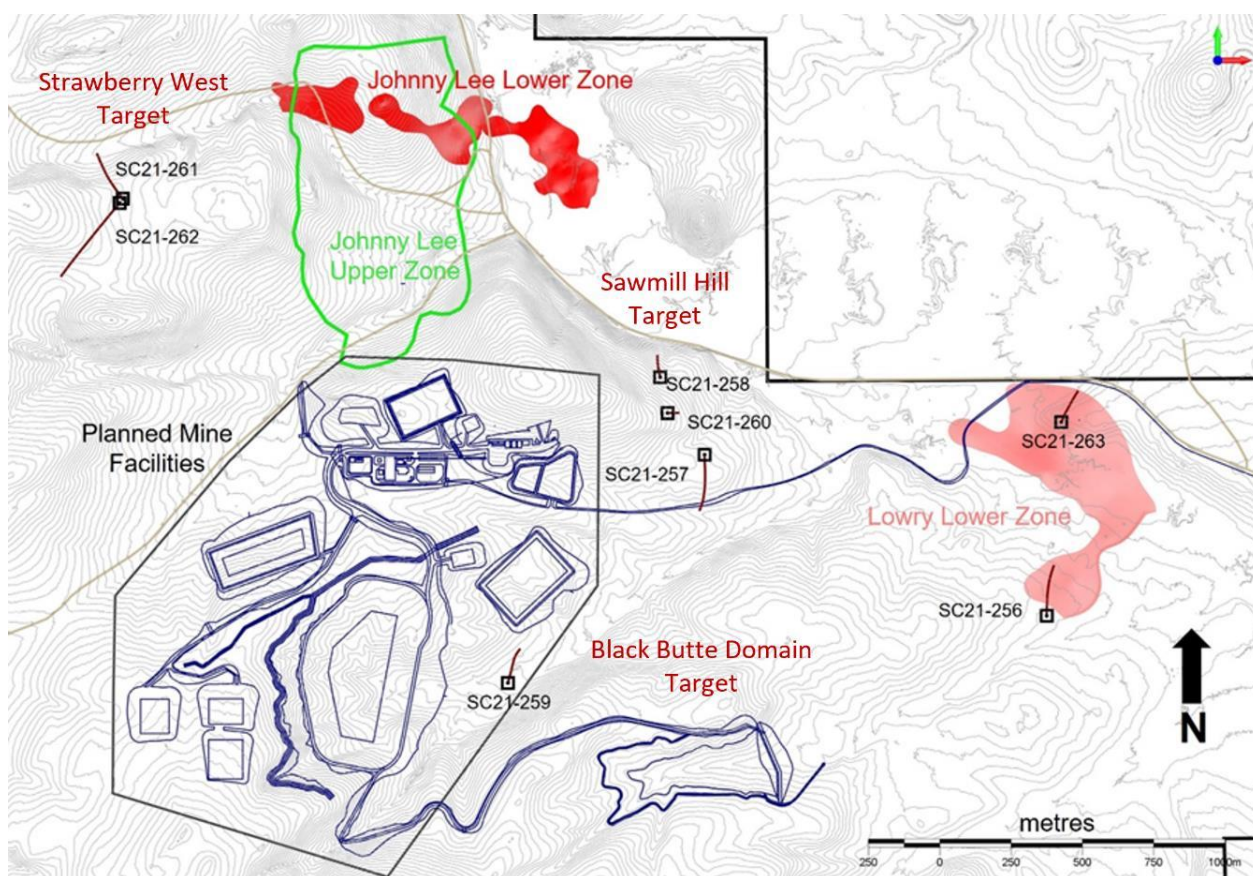 Strawberry West
Target
Johnny Lee Lower Zone
SC21-261
SC21-262
Johnny Lee
Upper Zone
Sawmill Hill
Target
SC21-258
SC21-260
SC21-257
SC21-263
Planned Mine
Facilities
Lowry Lower Zone
SC21-256
Black Butte Domain
Target
SC21-259
N
metres
250
0
250
500
750
1000m